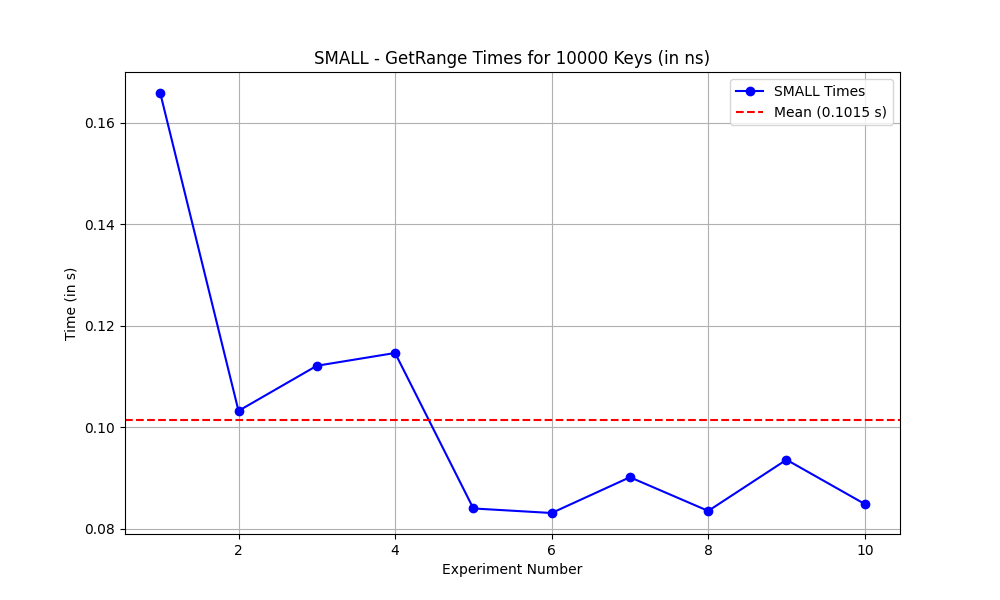 SMALL - GetRange Times for 10000 Keys (in ns)
SMALL Times
Mean (0.1015 s)
Time (in s)
0.16
0.14
0.12
0.10
0.08
2 4 6 8 10
Experiment Number